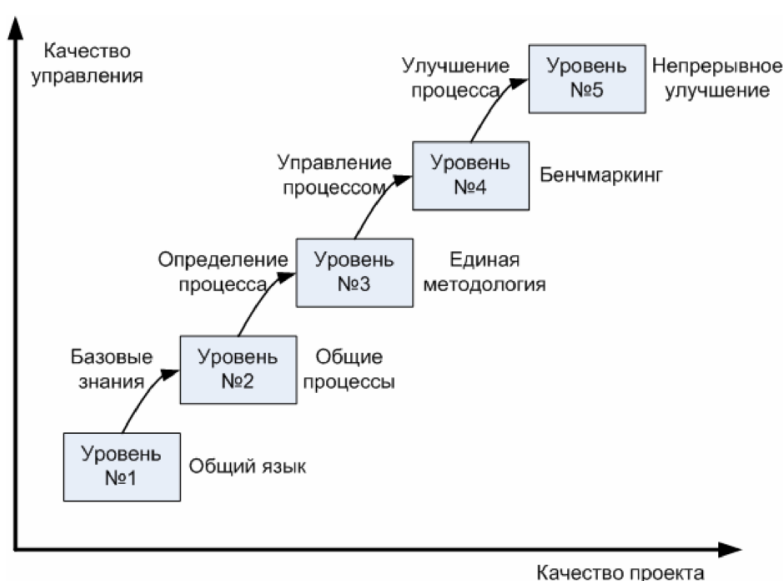 Качество
управления
Улучшение
процесса
Уровень
№5
Непрерывное
улучшение
Управление
процессом
Уровень
№4
Бенчмаркинг
Определение
процесса
Уровень
№3
Единая
методология
Базовые
знания
Уровень
№2
Общие
процессы
Уровень
№1
Общий язык
Качество проекта